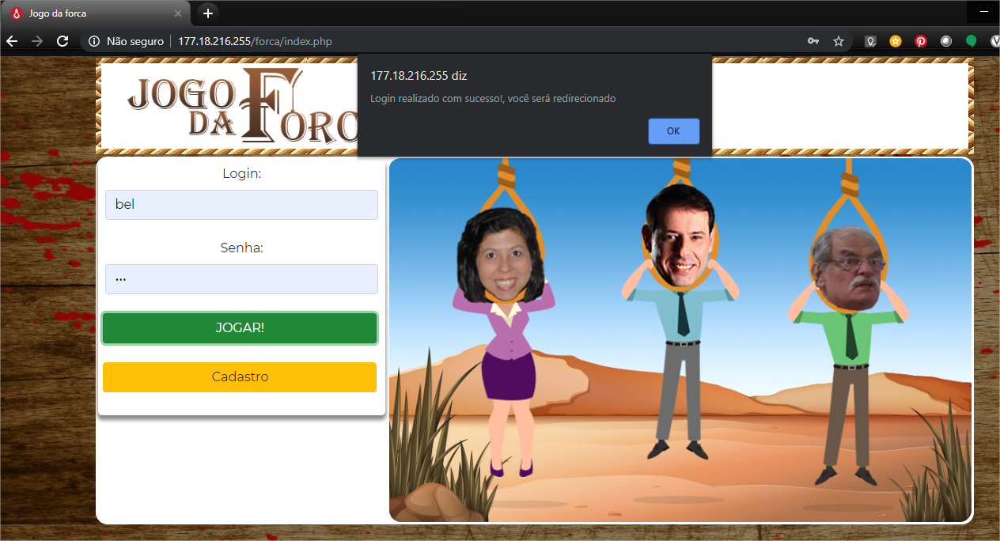 Jogo da forca
Não seguro
177.18.216.255/forca/index.php
177.18.216.255 diz
Login realizado com sucesso!, você será redirecionado
OK
JOGO
DA FORC
Login:
bel
Senha:
•••
JOGAR!
Cadastro